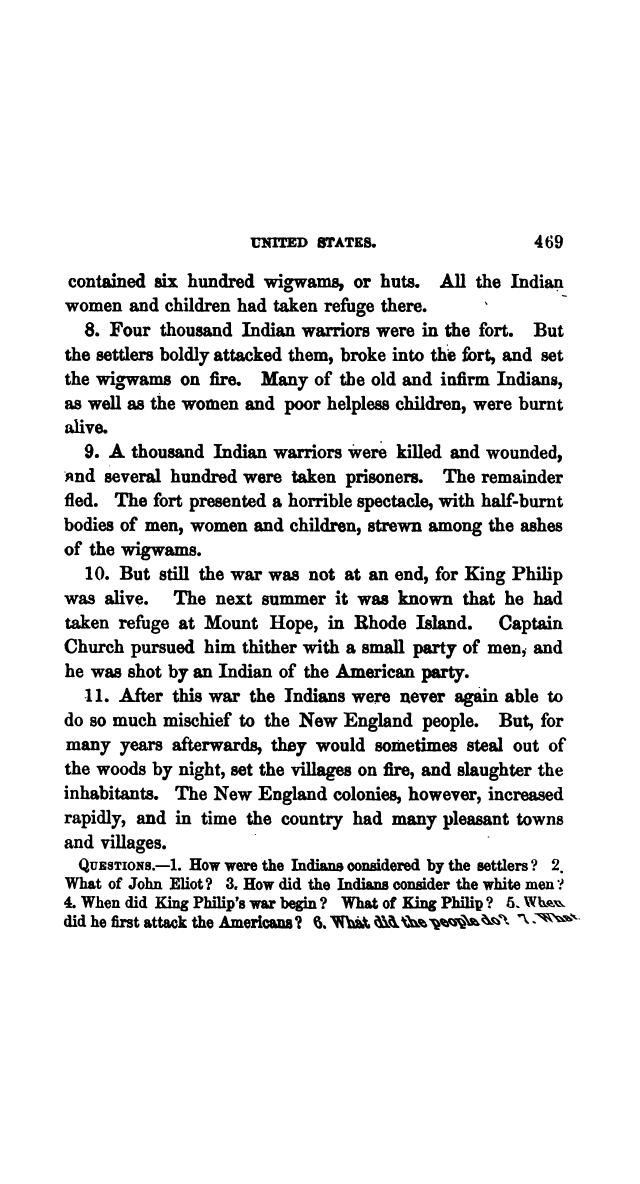 UNITED STATES. 469
contained six hundred wigwams, or huts. All the Indian
women and children had taken refuge there.
8. Four thousand Indian warriors were in the fort. But
the settlers boldly attacked them, broke into the fort, and set
the wigwams on fire. Many of the old and infirm Indians,
as well as the women and poor helpless children, were burnt
alive.
9. A thousand Indian warriors were killed and wounded,
and several hundred were taken prisoners. The remainder
fled. The fort presented a horrible spectacle, with half-burnt
bodies of men, women and children, strewn among the ashes
of the wigwams.
10. But still the war was not at an end, for King Philip
was alive. The next summer it was known that he had
taken refuge at Mount Hope, in Rhode Island. Captain
Church pursued him thither with a small party of men, and
he was shot by an Indian of the American party.
11. After this war the Indians were never again able to
do so much mischief to the New England people. But, for
many years afterwards, they would sometimes steal out of
the woods by night, set the villages on fire, and slaughter the
inhabitants. The New England colonies, however, increased
rapidly, and in time the country had many pleasant towns
and villages.
QUESTIONS.—1. How were the Indians considered by the settlers? 2.
What of John Eliot? 3. How did the Indians consider the white men?
4. When did King Philip's war begin? What of King Philip? 5. When
did he first attack the Americans? 6. What did the people do? 7. What